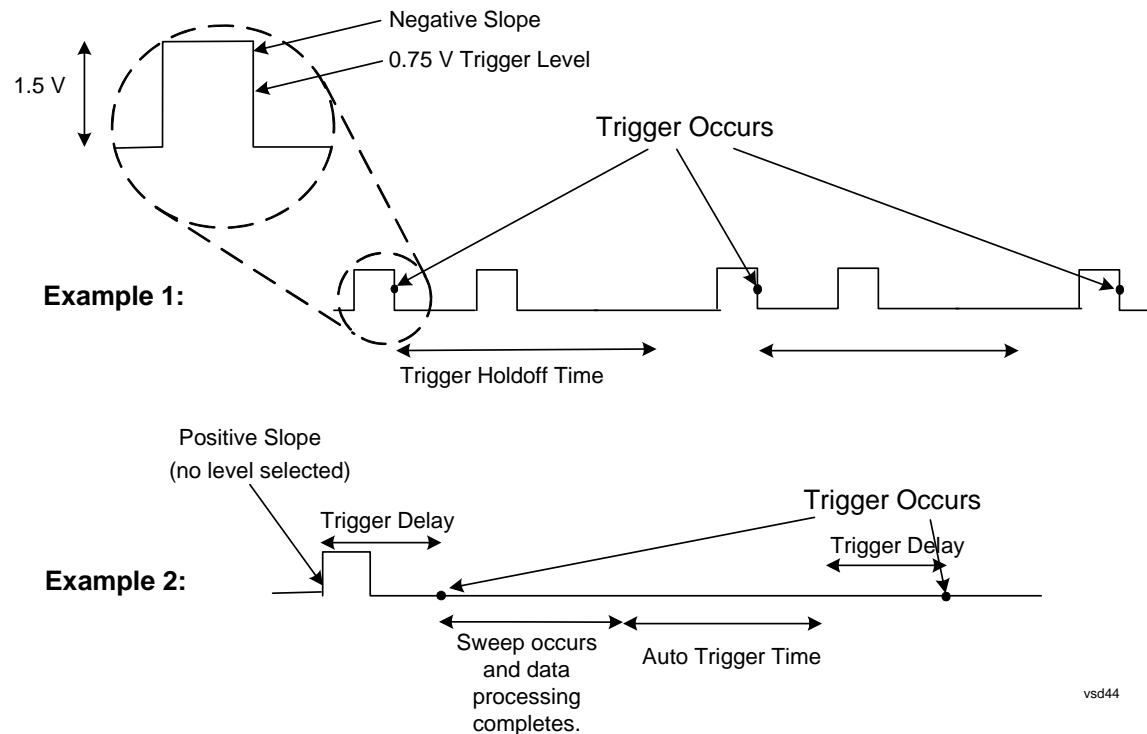 Negative Slope
0.75 V Trigger Level
1.5 V
Trigger Occurs
Example 1:
Trigger Holdoff Time
Positive Slope
(no level selected)
Trigger Delay
Trigger Occurs
Trigger Delay
Example 2:
Sweep occurs
and data
processing
completes.
Auto Trigger Time
vsd44